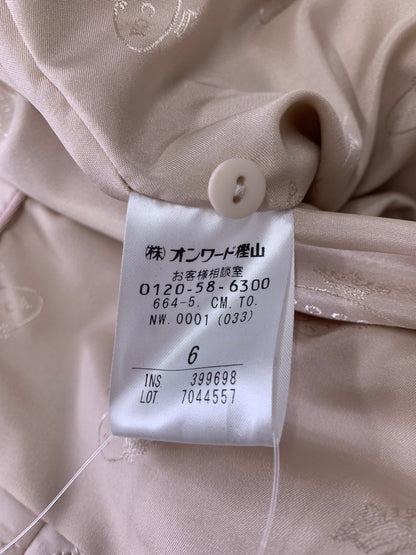 (株) オンワード樫山
お客様相談室
0120-58-6300
664-5. CM. TO.
NW. 0001 (033)
6
INS 399698
LOT. 7044557